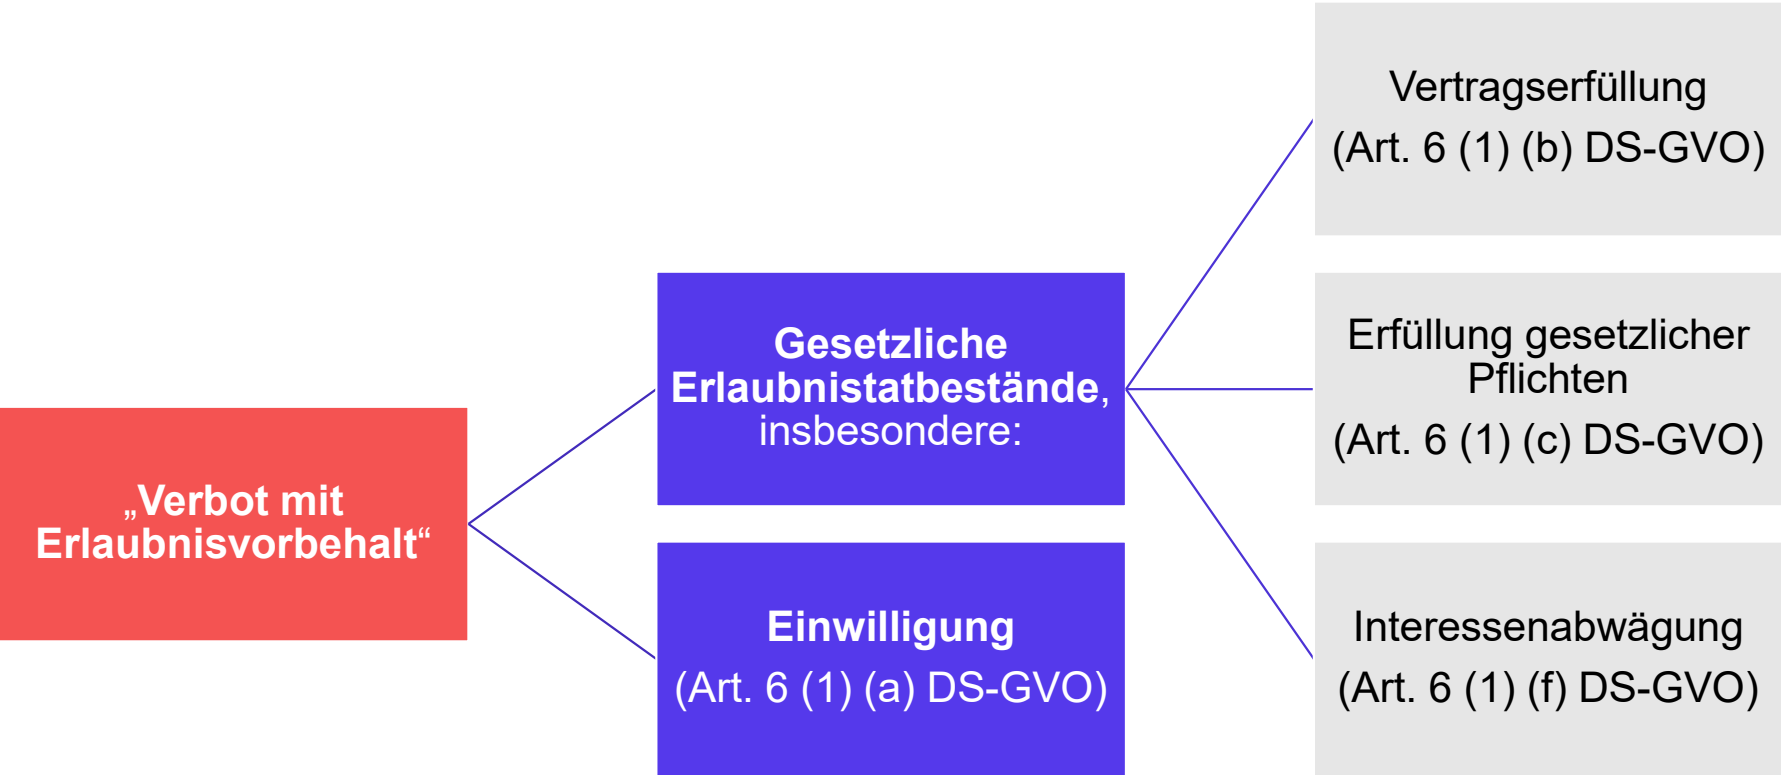 „Verbot mit
Erlaubnisvorbehalt“
Gesetzliche
Erlaubnistatbestände,
insbesondere:
Einwilligung
(Art. 6 (1) (a) DS-GVO)
Vertragserfüllung
(Art. 6 (1) (b) DS-GVO)
Erfüllung gesetzlicher
Pflichten
(Art. 6 (1) (c) DS-GVO)
Interessenabwägung
(Art. 6 (1) (f) DS-GVO)